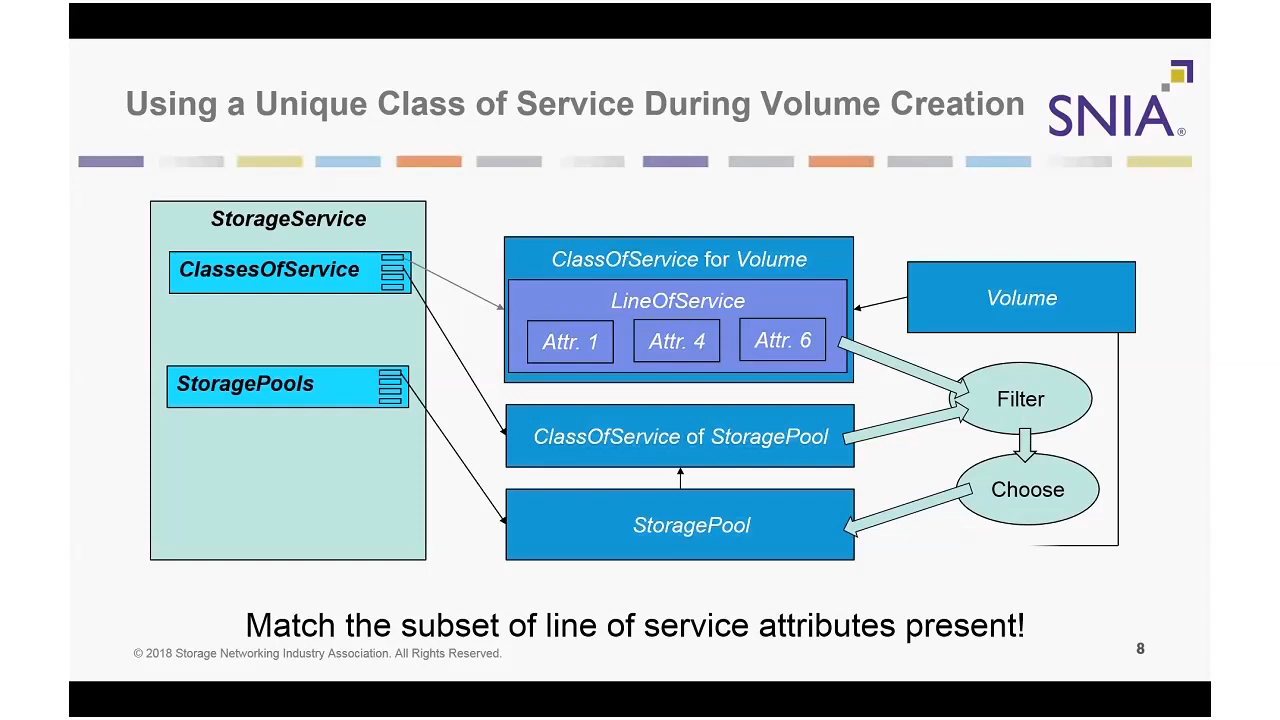 Using a Unique Class of Service During Volume Creation
SNIA®
StorageService
ClassesOfService
StoragePools
ClassOfService for Volume
LineOfService
Attr. 1
Attr. 4
Attr. 6
ClassOfService of StoragePool
StoragePool
Volume
Filter
Choose
Match the subset of line of service attributes present!
© 2018 Storage Networking Industry Association. All Rights Reserved.
8